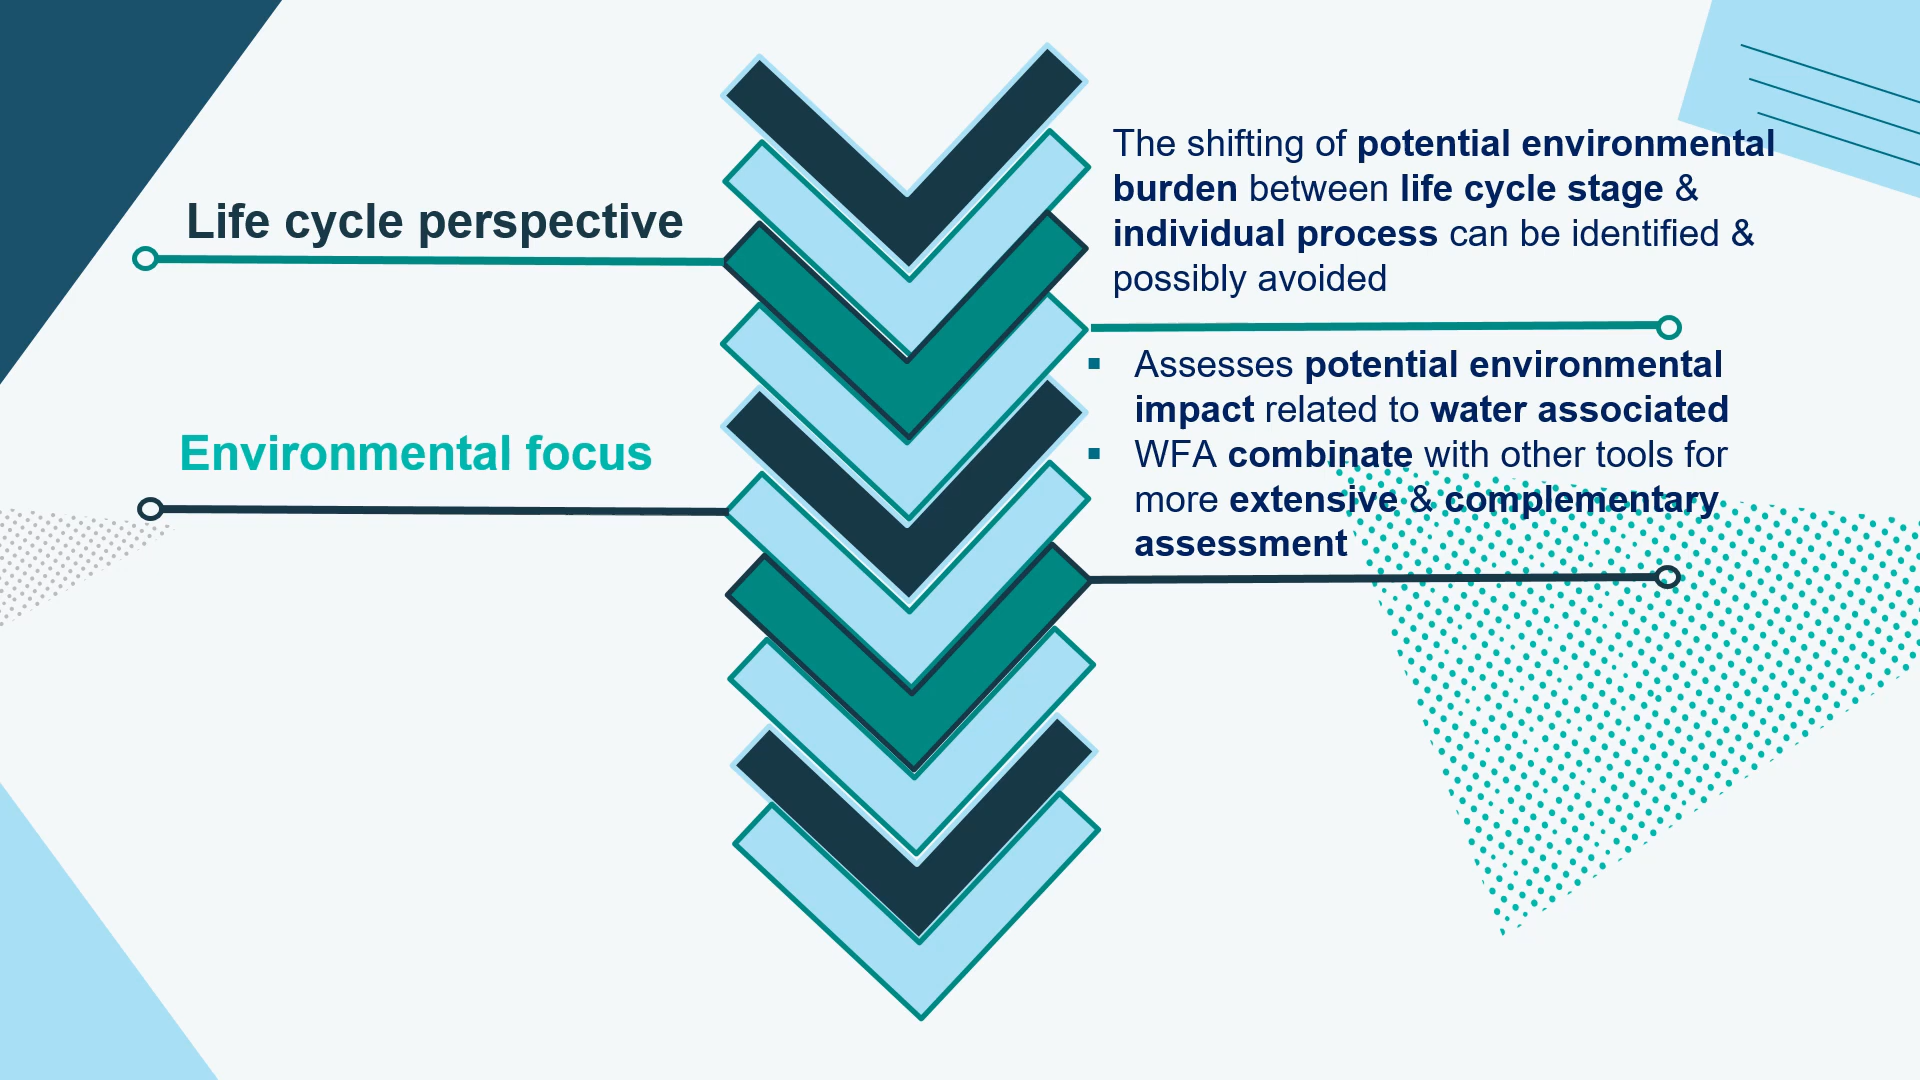 Life cycle perspective
The shifting of potential environmental
burden between life cycle stage &
individual process can be identified &
possibly avoided
Environmental focus
▪ Assesses potential environmental
impact related to water associated
▪ WFA combinate with other tools for
more extensive & complementary
assessment